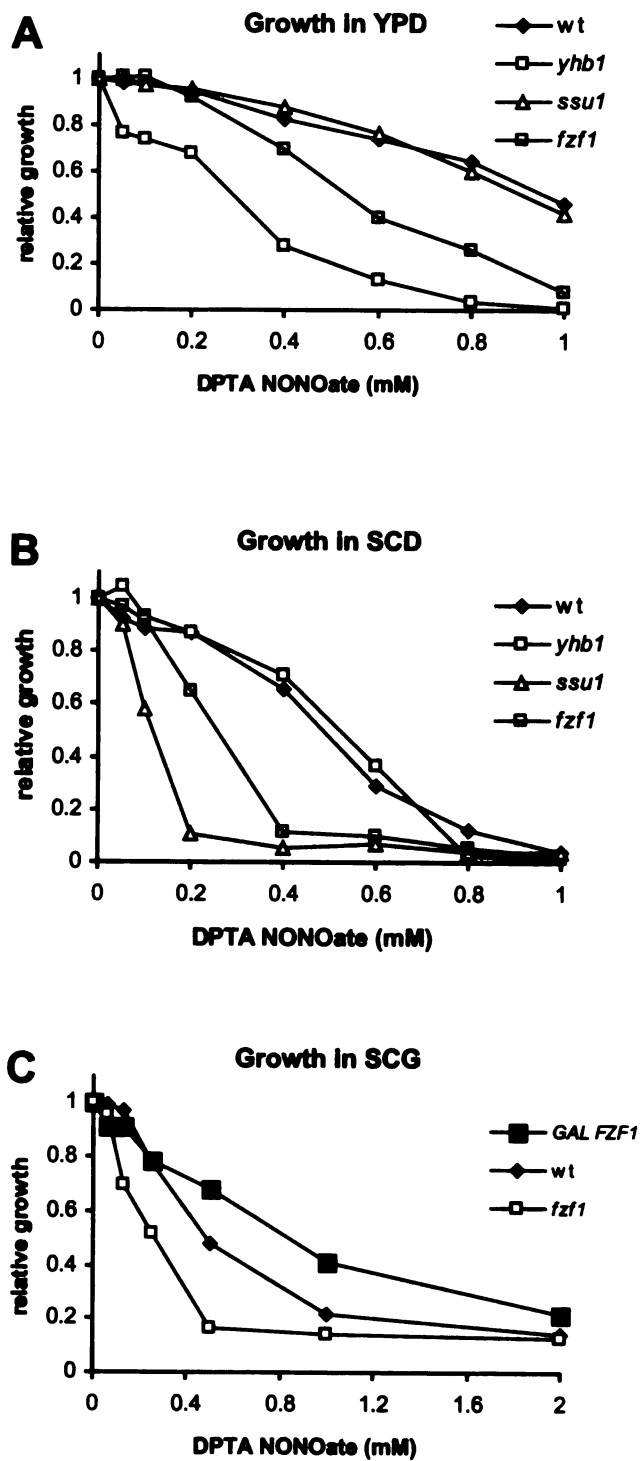 A
Growth in YPD
wt
yhb1
ssu1
fzf1
relative growth
1
0.8
0.6
0.4
0.2
0
0 0.2 0.4 0.6 0.8 1
DPTA NONOate (mM)
B
Growth in SCD
wt
yhb1
ssu1
fzf1
relative growth
1
0.8
0.6
0.4
0.2
0
0 0.2 0.4 0.6 0.8 1
DPTA NONOate (mM)
C
Growth in SCG
GAL FZF1
wt
fzf1
relative growth
1
0.8
0.6
0.4
0.2
0
0 0.4 0.8 1.2 1.6 2
DPTA NONOate (mM)